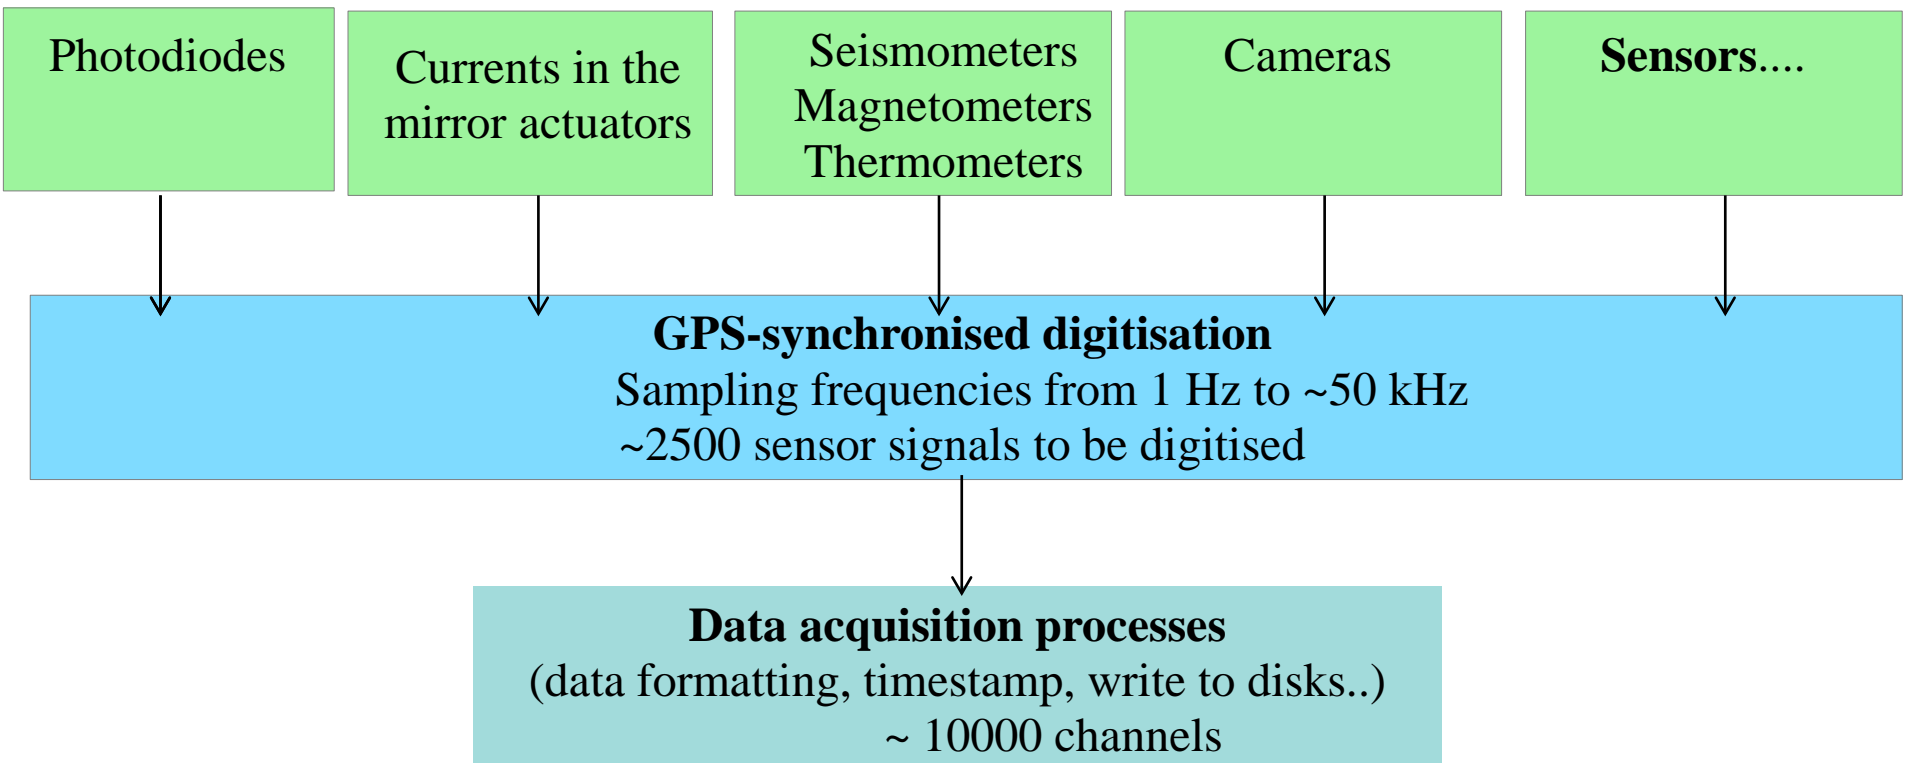 Photodiodes
Currents in the
mirror actuators
Seismometers
Magnetometers
Thermometers
Cameras
Sensors....
GPS-synchronised digitisation
Sampling frequencies from 1 Hz to ~50 kHz
~2500 sensor signals to be digitised
Data acquisition processes
(data formatting, timestamp, write to disks..)
~ 10000 channels